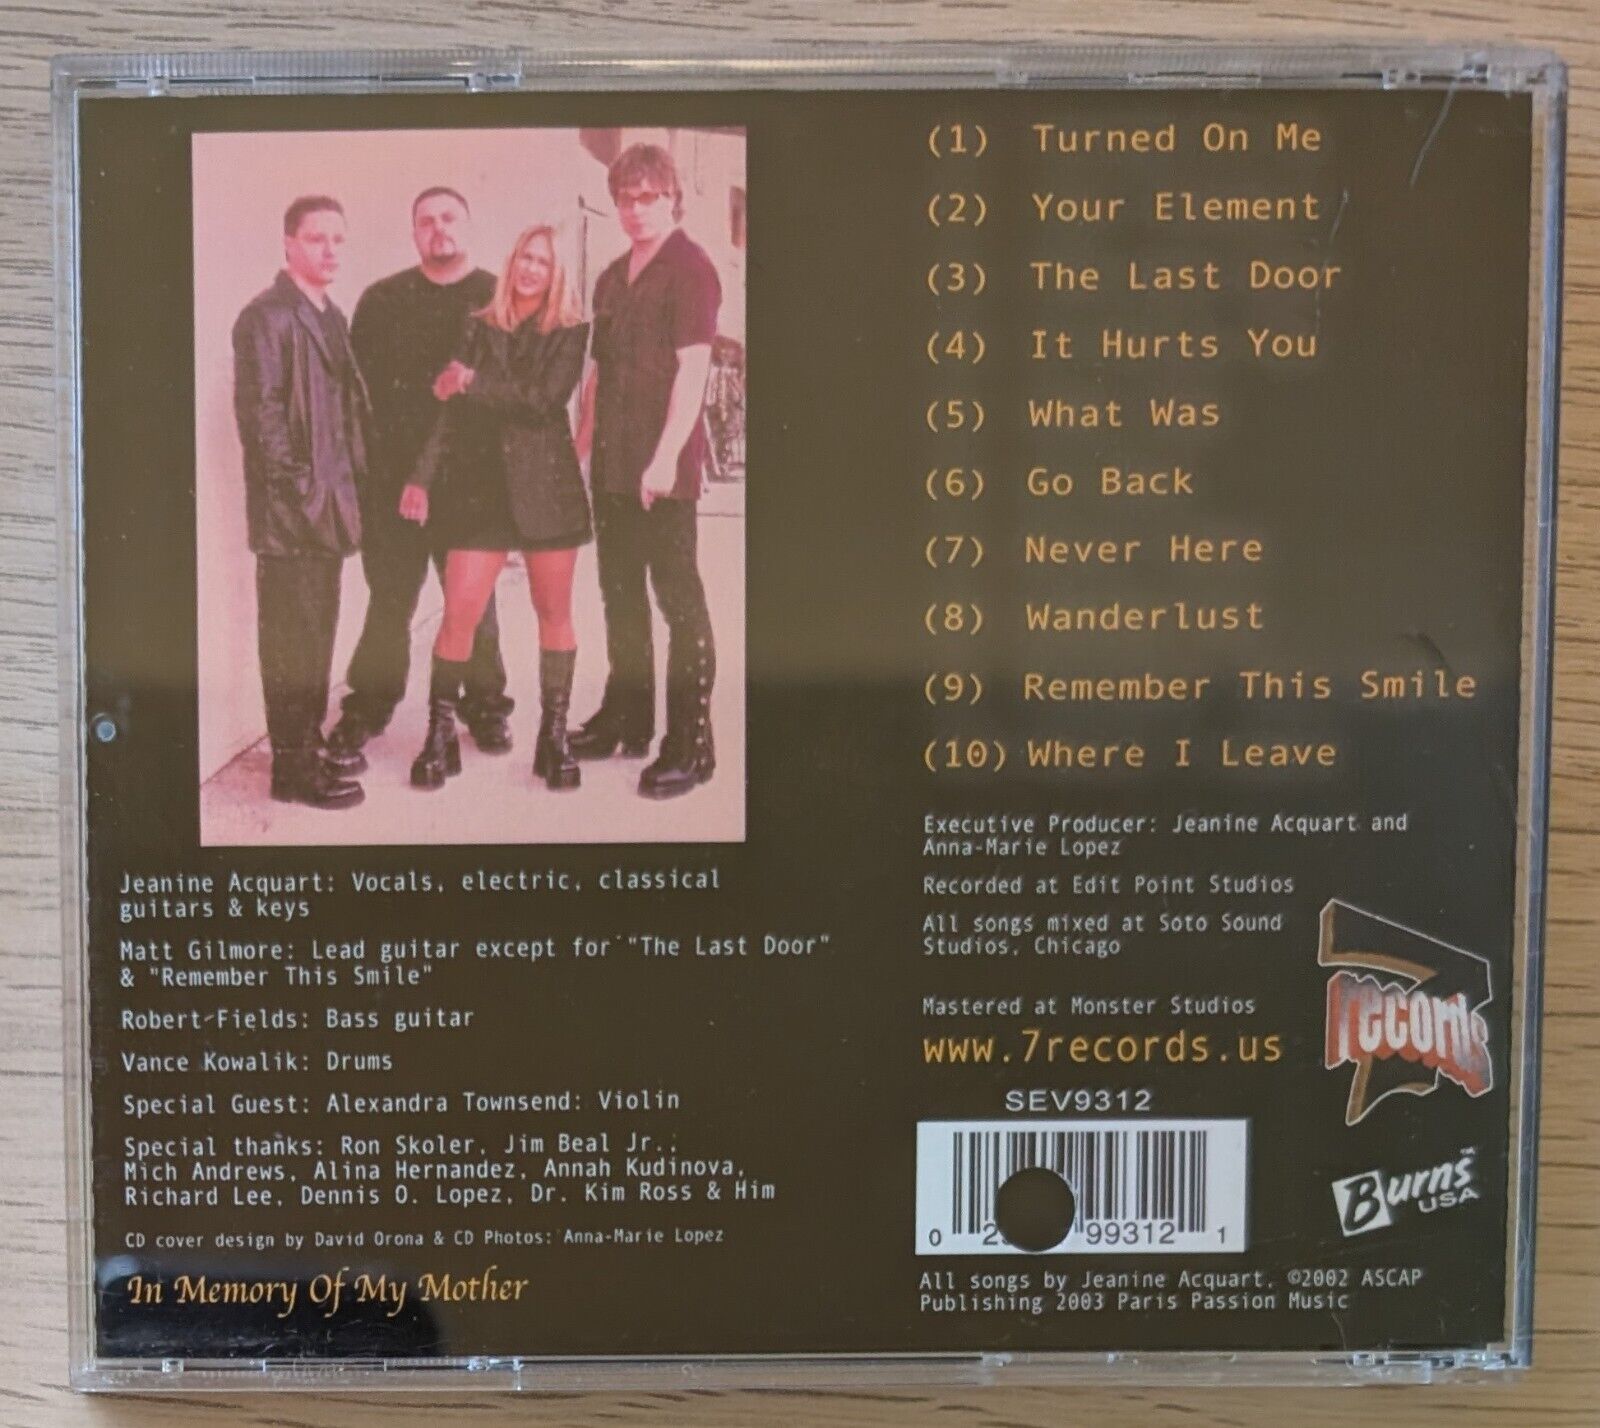 (1) Turned On Me
(2) Your Element
(3) The Last Door
(4) It Hurts You
(5) What Was
(6) Go Back
(7) Never Here
(8) Wanderlust
(9) Remember This Smile
(10) Where I Leave
Jeanine Acquart: Vocals, electric, classical
guitars & keys
Matt Gilmore: Lead guitar except for "The Last Door"
& "Remember This Smile"
Robert Fields: Bass guitar
Vance Kowalik: Drums
Special Guest: Alexandra Townsend: Violin
Special thanks: Ron Skoler, Jim Beal Jr.,
Mich Andrews, Alina Hernandez, Annah Kudinova,
Richard Lee, Dennis O. Lopez, Dr. Kim Ross & Him
CD cover design by David Orona & CD Photos: Anna-Marie Lopez
In Memory Of My Mother
Executive Producer: Jeanine Acquart and
Anna-Marie Lopez
Recorded at Edit Point Studios
All songs mixed at Soto Sound
Studios, Chicago
Mastered at Monster Studios
www.7records.us
7 records
SEV9312
0 2 99312 1
Burns™
USA
All songs by Jeanine Acquart, ©2002 ASCAP
Publishing 2003 Paris Passion Music